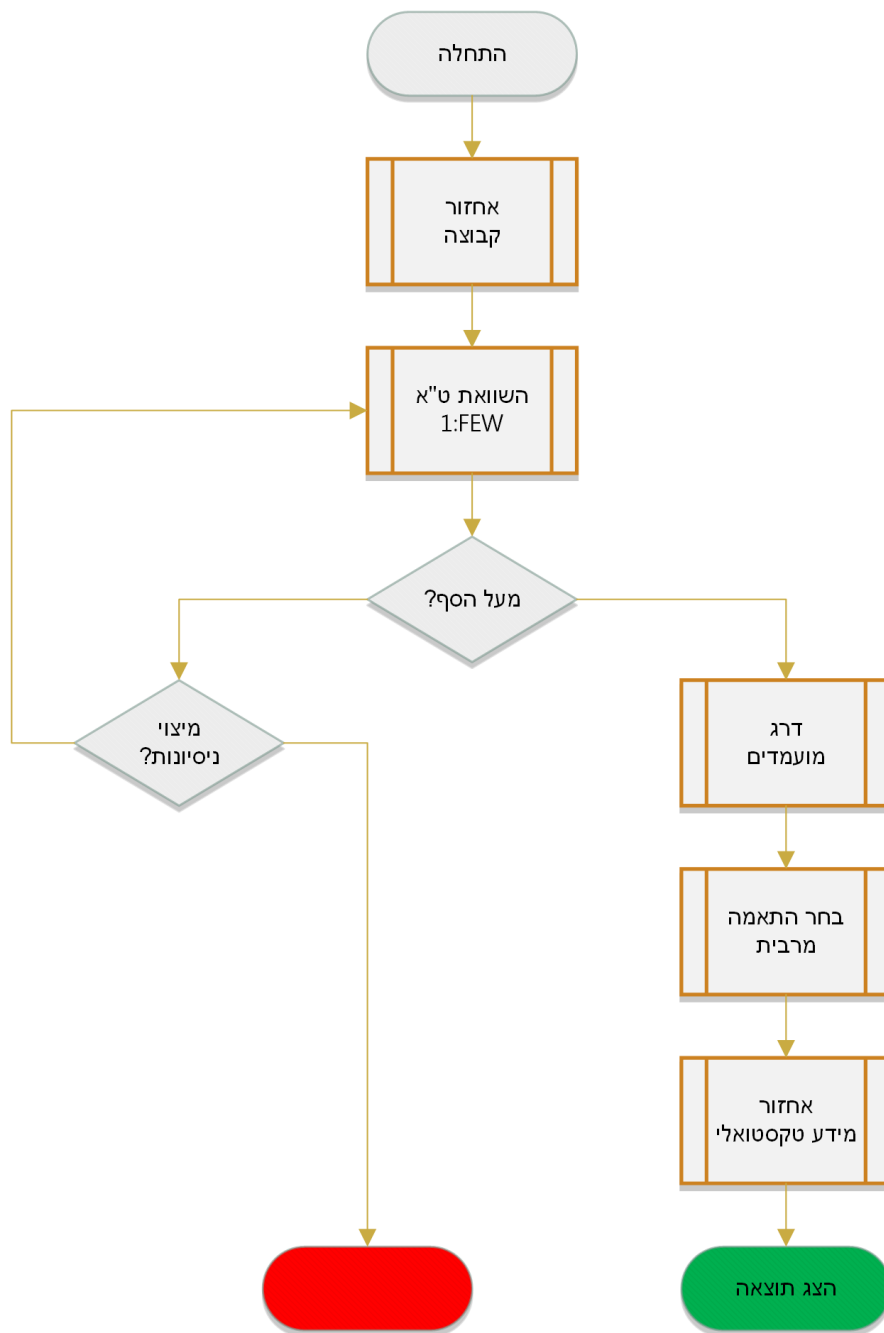 התחלה
אחזור
קבוצה
השוואת ט"א
1:FEW
מעל הסף?
מיצוי
ניסיונות?
דרג
מועמדים
בחר התאמה
מרבית
אחזור
מידע טקסטואלי
הצג תוצאה